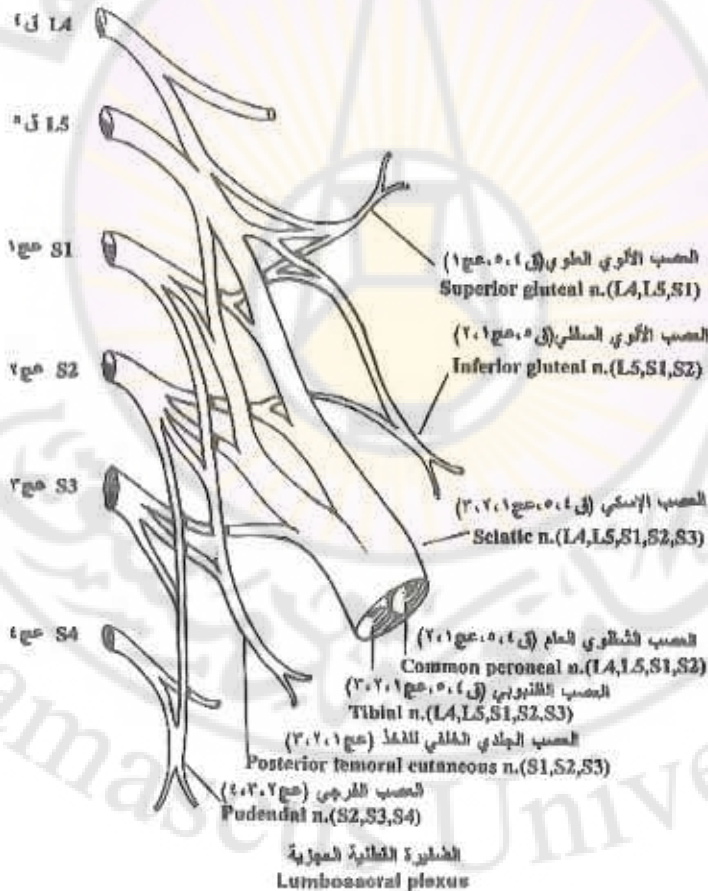 ق٤ L4
ق٥ L5
عج١ S1
عج٢ S2
عج٣ S3
عج٤ S4
العصب الألوي العلوي (ق٤،٥،عج١)
Superior gluteal n.(L4,L5,S1)
العصب الألوي السفلي (ق٥،عج١،٢)
Inferior gluteal n.(L5,S1,S2)
العصب الإسكي (ق٤،٥،عج١،٢،٣)
Sciatic n.(L4,L5,S1,S2,S3)
العصب الشظوي العام (ق٤،٥،عج١،٢)
Common peroneal n.(L4,L5,S1,S2)
العصب الظنبوبي (ق٤،٥،عج١،٢،٣)
Tibial n.(L4,L5,S1,S2,S3)
العصب الجلدي الخلفي للفخذ (عج١،٢،٣)
Posterior temoral cutaneous n.(S1,S2,S3)
العصب الفرجي (عج٢،٣،٤)
Pudendal n.(S2,S3,S4)
الضفيرة القطنية العجزية
Lumbosacral plexus
amascus Unive